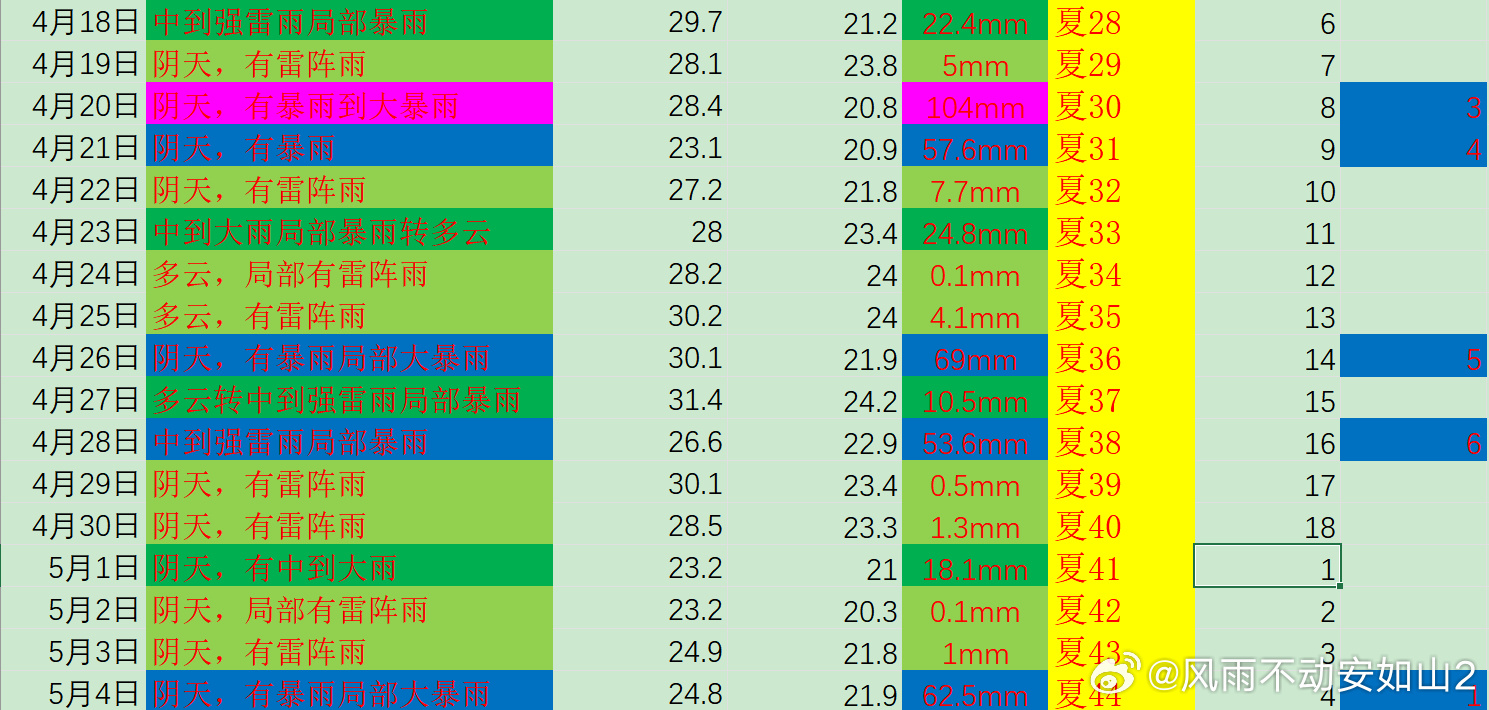 4月18日 中到强雷雨局部暴雨 29.7 21.2 22.4mm 夏28 6
4月19日 阴天，有雷阵雨 28.1 23.8 5mm 夏29 7
4月20日 阴天，有暴雨到大暴雨 28.4 20.8 104mm 夏30 8 3
4月21日 阴天，有暴雨 23.1 20.9 57.6mm 夏31 9 4
4月22日 阴天，有雷阵雨 27.2 21.8 7.7mm 夏32 10
4月23日 中到大雨局部暴雨转多云 28 23.4 24.8mm 夏33 11
4月24日 多云，局部有雷阵雨 28.2 24 0.1mm 夏34 12
4月25日 多云，有雷阵雨 30.2 24 4.1mm 夏35 13
4月26日 阴天，有暴雨局部大暴雨 30.1 21.9 69mm 夏36 14 5
4月27日 多云转中到强雷雨局部暴雨 31.4 24.2 10.5mm 夏37 15
4月28日 中到强雷雨局部暴雨 26.6 22.9 53.6mm 夏38 16 6
4月29日 阴天，有雷阵雨 30.1 23.4 0.5mm 夏39 17
4月30日 阴天，有雷阵雨 28.5 23.3 1.3mm 夏40 18
5月1日 阴天，有中到大雨 23.2 21 18.1mm 夏41 1
5月2日 阴天，局部有雷阵雨 23.2 20.3 0.1mm 夏42 2
5月3日 阴天，有雷阵雨 24.9 21.8 1mm 夏43 3
5月4日 阴天，有暴雨局部大暴雨 24.8 21.9 62.5mm 夏44 4 1
@风雨不动安如山2